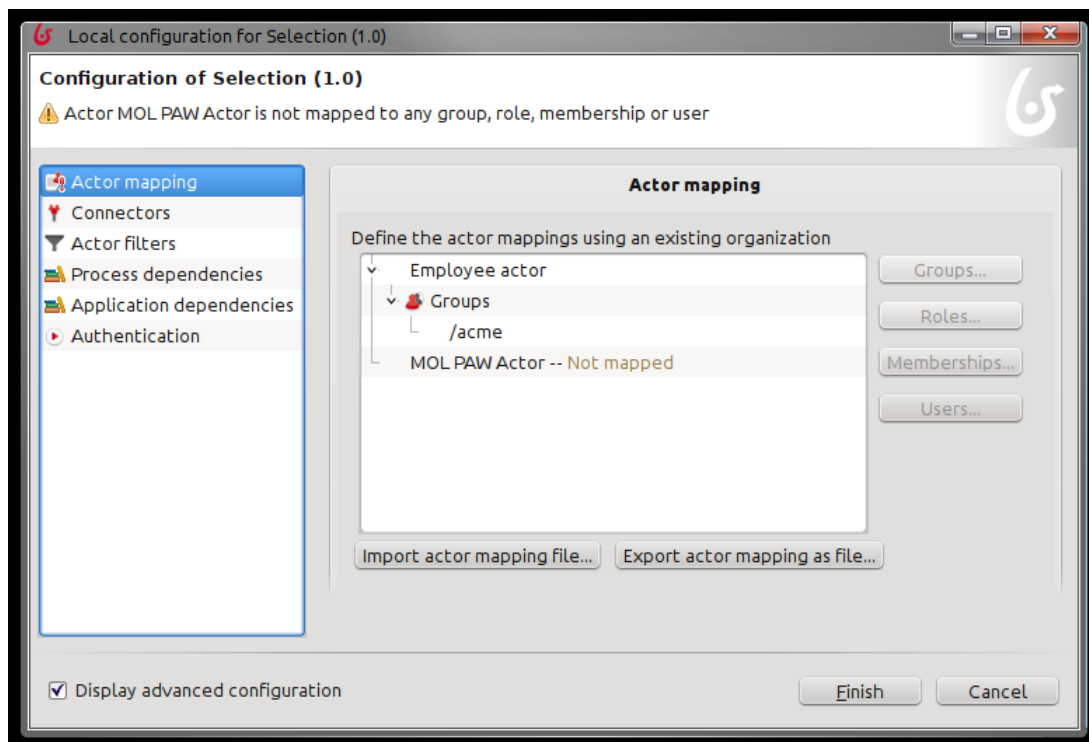 Local configuration for Selection (1.0)
Configuration of Selection (1.0)
Actor MOL PAW Actor is not mapped to any group, role, membership or user
Actor mapping
Connectors
Actor filters
Process dependencies
Application dependencies
Authentication
Actor mapping
Define the actor mappings using an existing organization
Employee actor
Groups
/acme
MOL PAW Actor -- Not mapped
Groups...
Roles...
Memberships...
Users...
Import actor mapping file...
Export actor mapping as file...
Display advanced configuration
Finish
Cancel